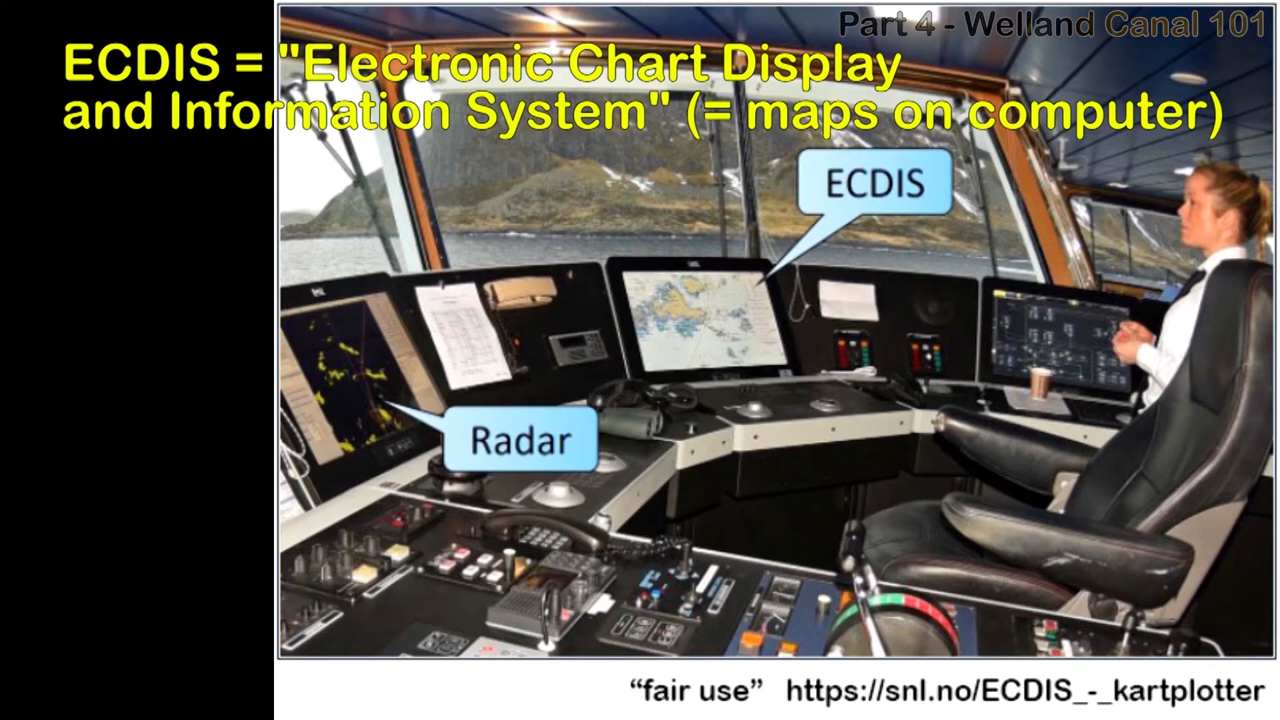 Part 4 - Welland Canal 101
ECDIS = "Electronic Chart Display
and Information System" (= maps on computer)
ECDIS
Radar
“fair use” https://snl.no/ECDIS_-_kartplotter